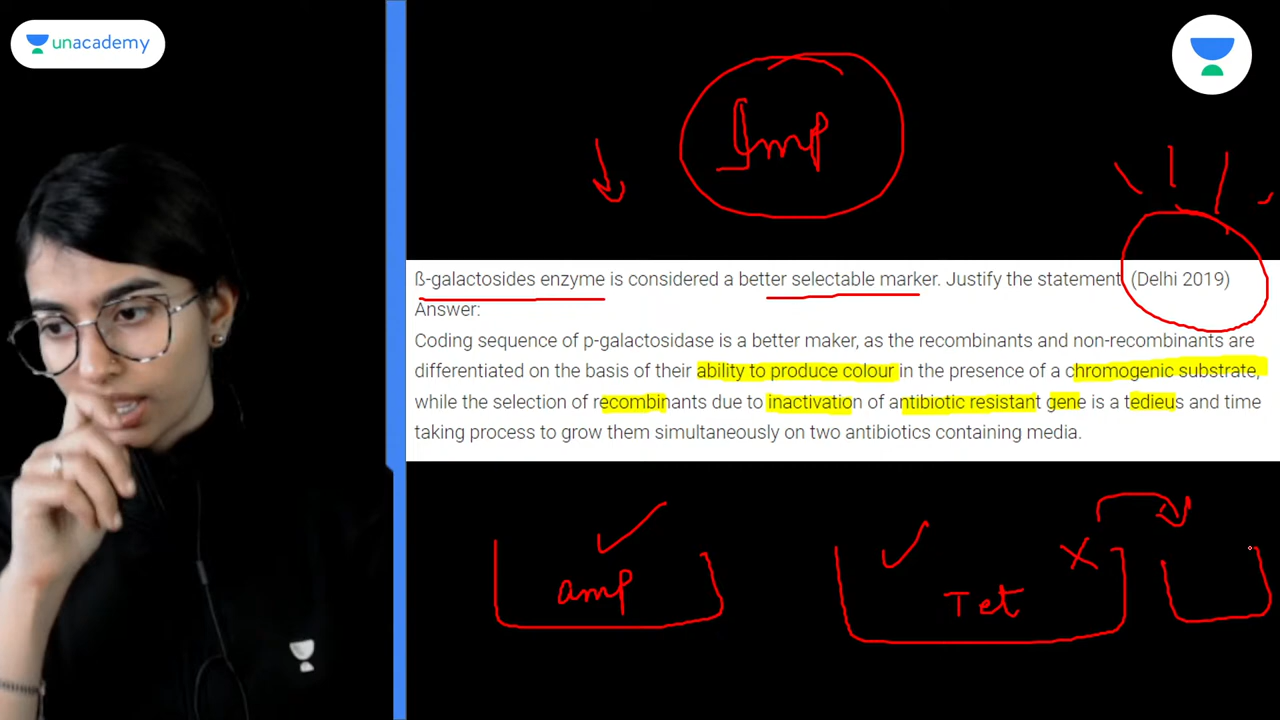 unacademy
Imp
ß-galactosides enzyme is considered a better selectable marker. Justify the statement. (Delhi 2019)
Answer:
Coding sequence of p-galactosidase is a better maker, as the recombinants and non-recombinants are
differentiated on the basis of their ability to produce colour in the presence of a chromogenic substrate,
while the selection of recombinants due to inactivation of antibiotic resistant gene is a tedieus and time
taking process to grow them simultaneously on two antibiotics containing media.
amp
Tet